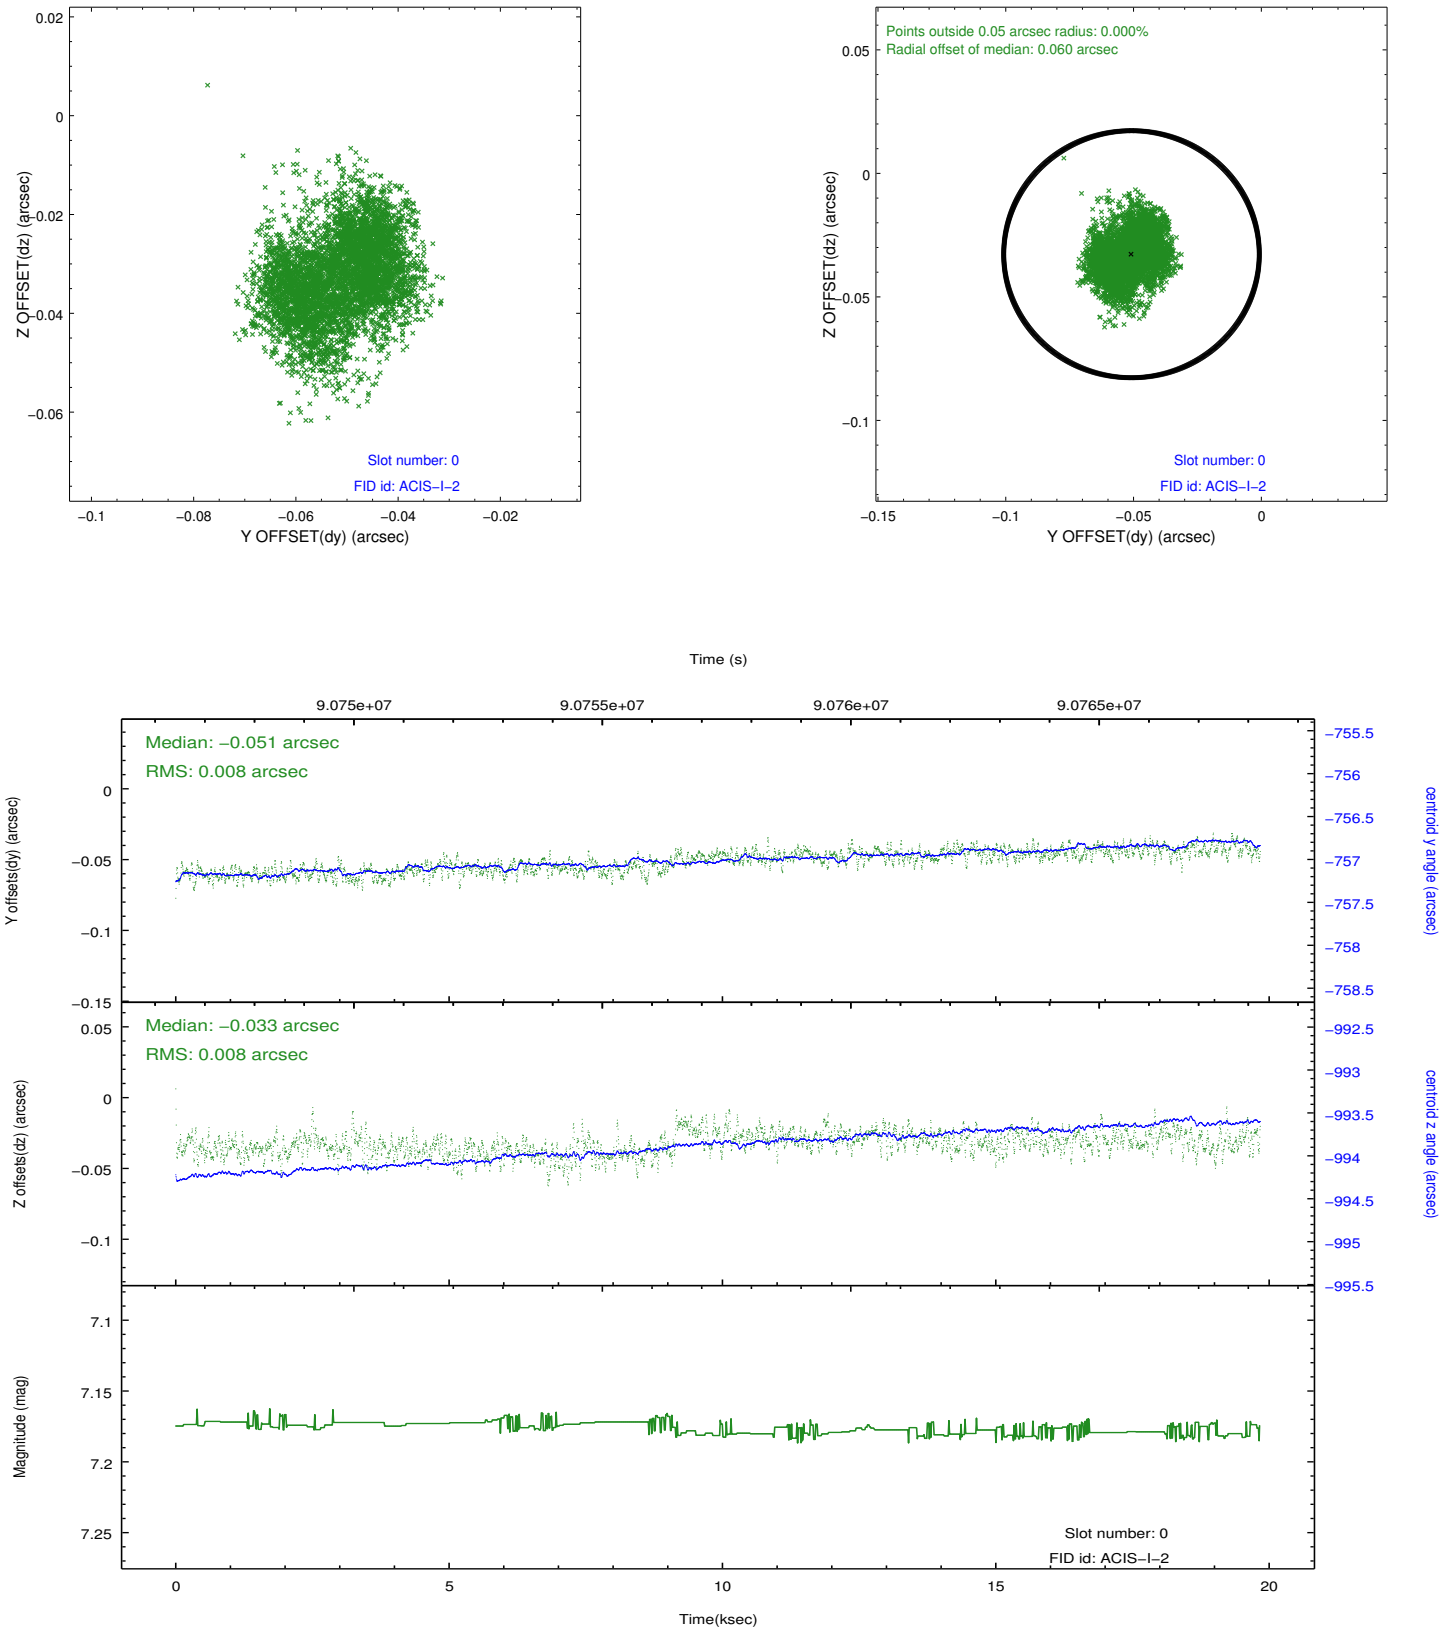 0.02
0
−0.02
−0.04
−0.06
Z OFFSET(dz) (arcsec)
Slot number: 0
FID id: ACIS−I−2
−0.1
−0.08
−0.06
−0.04
−0.02
Y OFFSET(dy) (arcsec)
Points outside 0.05 arcsec radius: 0.000%
Radial offset of median: 0.060 arcsec
0.05
0
−0.05
−0.1
Z OFFSET(dz) (arcsec)
Slot number: 0
FID id: ACIS−I−2
−0.15
−0.1
−0.05
0
Y OFFSET(dy) (arcsec)
Time (s)
9.075e+07
9.0755e+07
9.076e+07
9.0765e+07
Median: −0.051 arcsec
RMS: 0.008 arcsec
0
−0.05
−0.1
−0.15
Y offsets(dy) (arcsec)
−755.5
−756
−756.5
−757
−757.5
−758
−758.5
centroid y angle (arcsec)
Median: −0.033 arcsec
RMS: 0.008 arcsec
0.05
0
−0.05
−0.1
Z offsets(dz) (arcsec)
−992.5
−993
−993.5
−994
−994.5
−995
−995.5
centroid z angle (arcsec)
7.1
7.15
7.2
7.25
Magnitude (mag)
Slot number: 0
FID id: ACIS−I−2
0
5
10
15
20
Time(ksec)